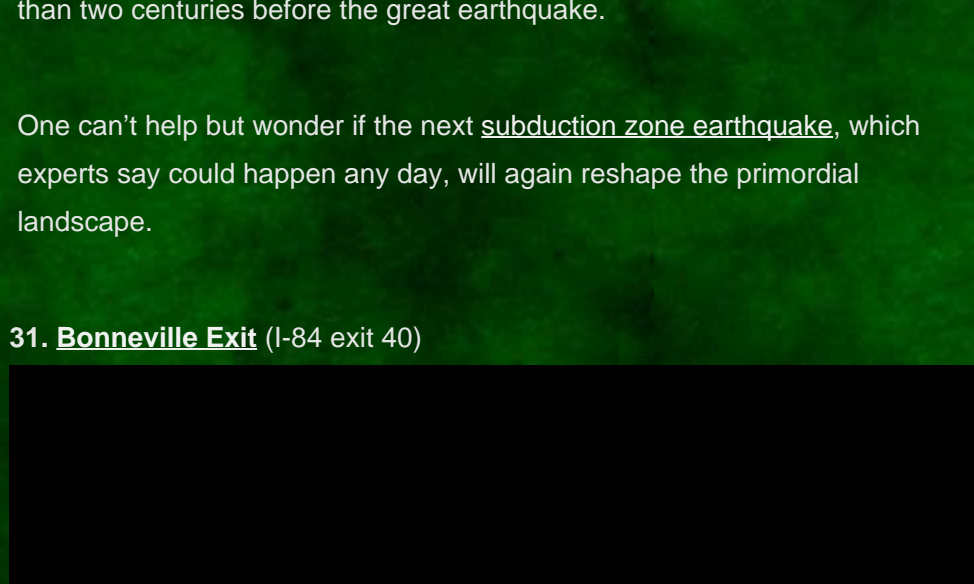 than two centuries before the great earthquake.
One can’t help but wonder if the next subduction zone earthquake, which
experts say could happen any day, will again reshape the primordial
landscape.
31. Bonneville Exit (I-84 exit 40)